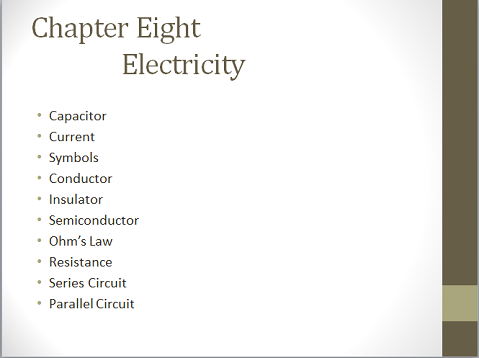 Chapter Eight
Electricity
• Capacitor
• Current
• Symbols
• Conductor
• Insulator
• Semiconductor
• Ohm's Law
• Resistance
• Series Circuit
• Parallel Circuit